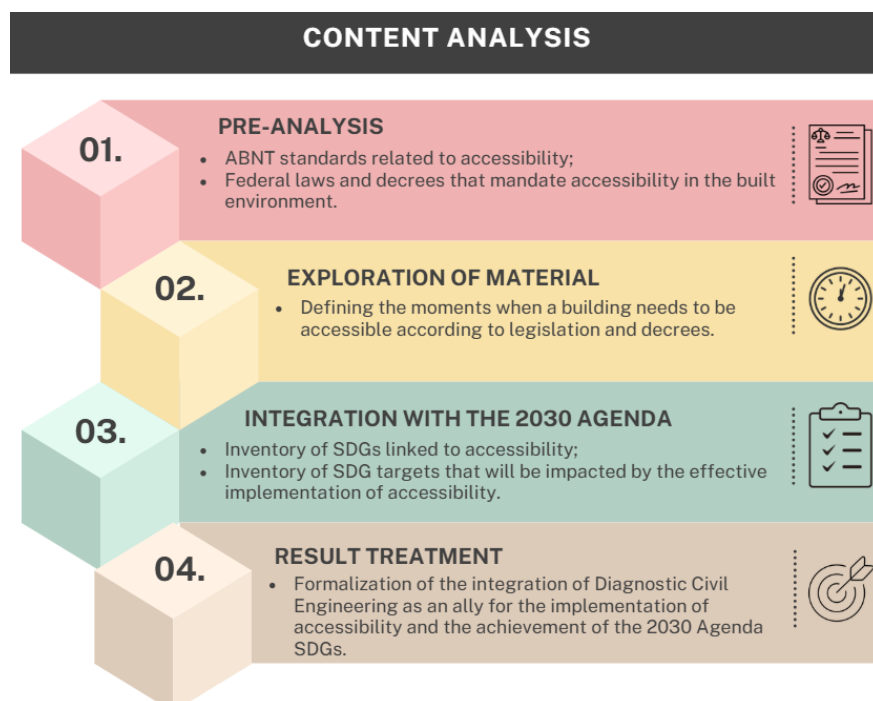 CONTENT ANALYSIS
01.
PRE-ANALYSIS
• ABNT standards related to accessibility;
• Federal laws and decrees that mandate accessibility in the built
environment.
02.
EXPLORATION OF MATERIAL
• Defining the moments when a building needs to be
accessible according to legislation and decrees.
03.
INTEGRATION WITH THE 2030 AGENDA
• Inventory of SDGs linked to accessibility;
• Inventory of SDG targets that will be impacted by the effective
implementation of accessibility.
04.
RESULT TREATMENT
• Formalization of the integration of Diagnostic Civil
Engineering as an ally for the implementation of
accessibility and the achievement of the 2030 Agenda
SDGs.